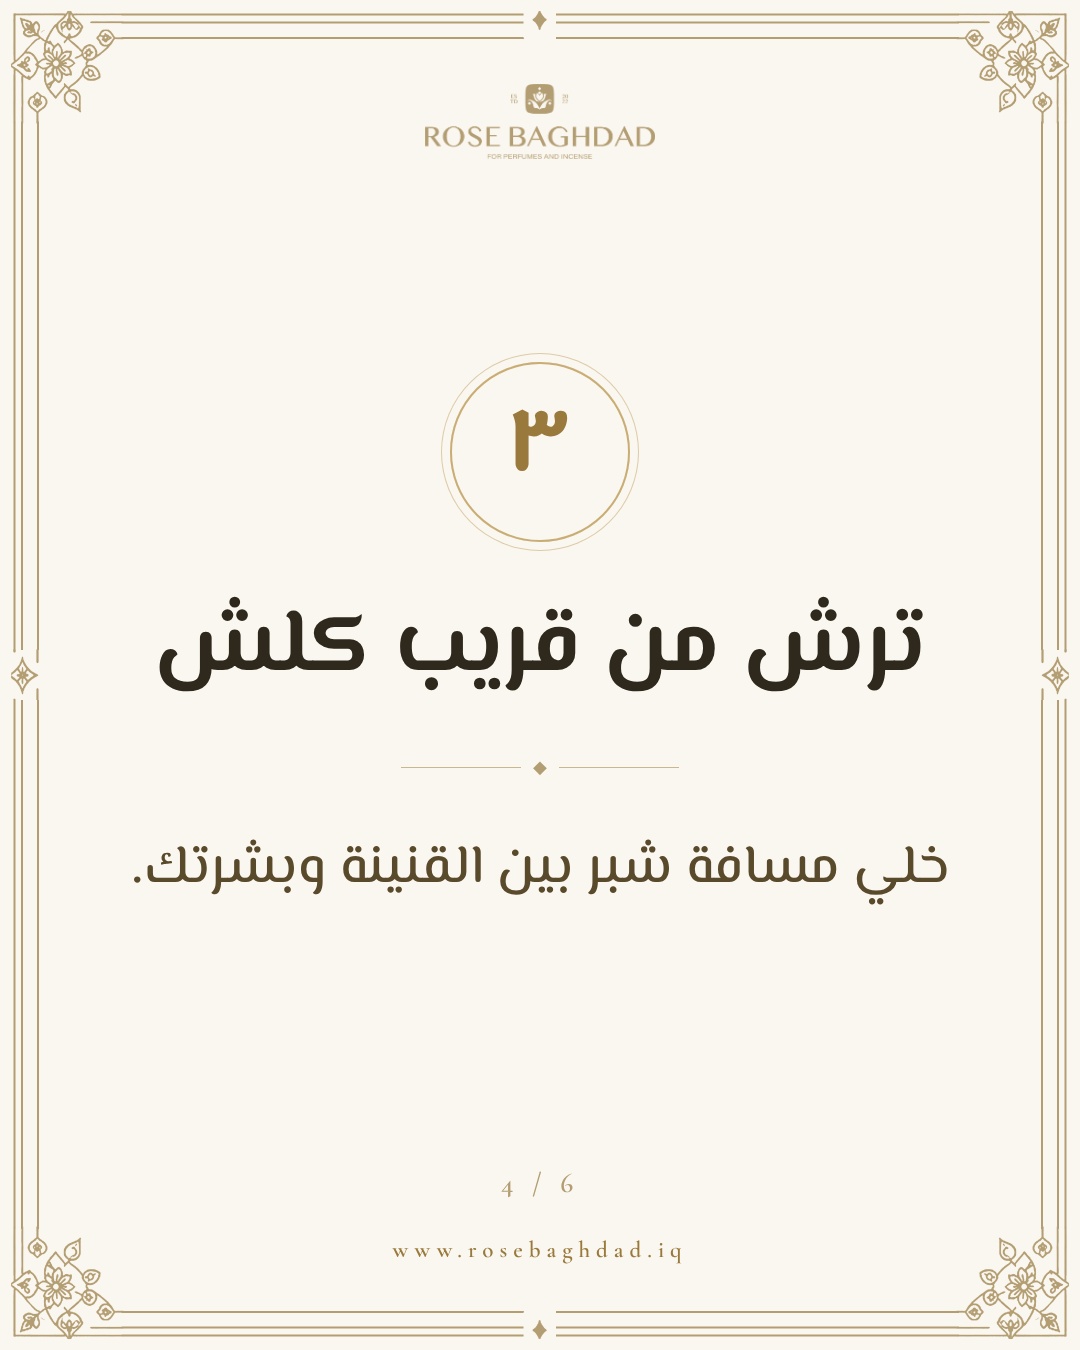 ROSE BAGHDAD
FOR PERFUMES AND INCENSE
٣
ترش من قريب كلش
خلي مسافة شبر بين القنينة وبشرتك.
4 / 6
www.rosebaghdad.iq